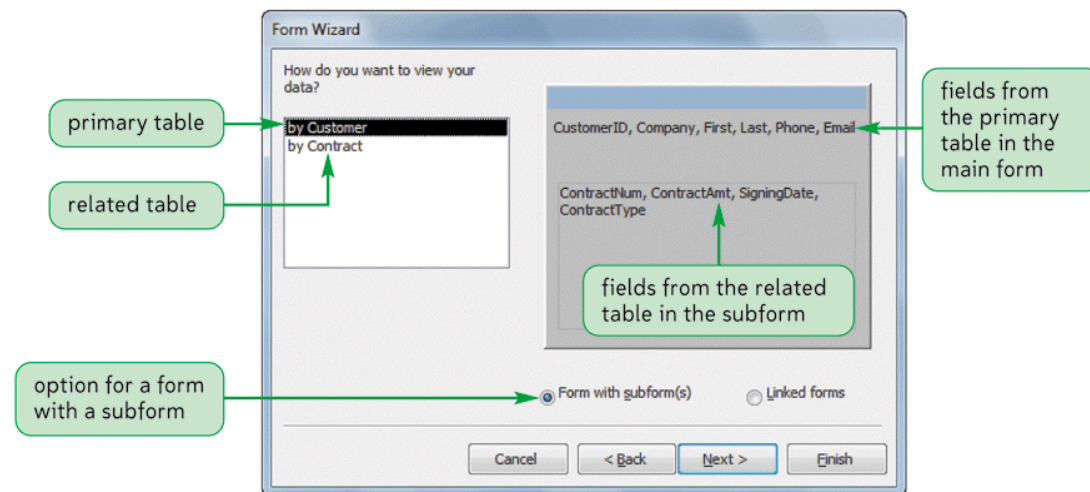 Form Wizard
How do you want to view your
data?
by Customer
by Contract
CustomerID, Company, First, Last, Phone, Email
ContractNum, ContractAmt, SigningDate,
ContractType
Form with subform(s)
Linked forms
Cancel
< Back
Next >
Finish
primary table
related table
option for a form
with a subform
fields from
the primary
table in the
main form
fields from the related
table in the subform